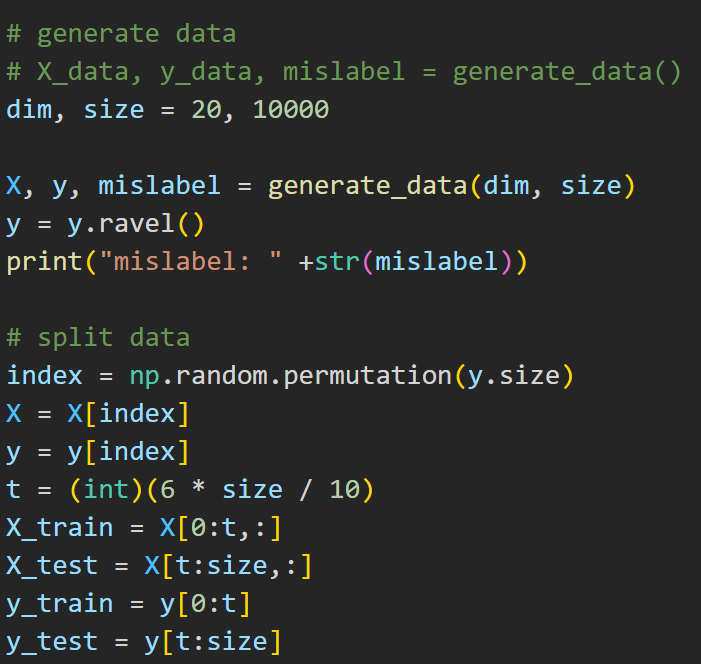 # generate data
# X_data, y_data, mislabel = generate_data()
dim, size = 20, 10000
X, y, mislabel = generate_data(dim, size)
y = y.ravel()
print("mislabel: " +str(mislabel))
# split data
index = np.random.permutation(y.size)
X = X[index]
y = y[index]
t = (int)(6 * size / 10)
X_train = X[0:t,:]
X_test = X[t:size,:]
y_train = y[0:t]
y_test = y[t:size]